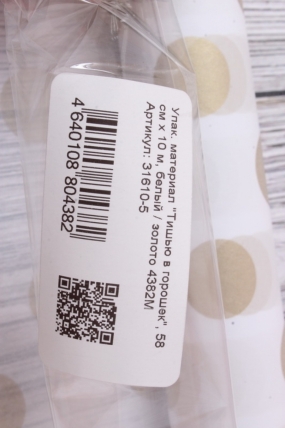 Упак. материал "Тишью в горошек", 58
см х 10 м, белый / золото 4382М
Артикул: 31610-5
4 640108 804382